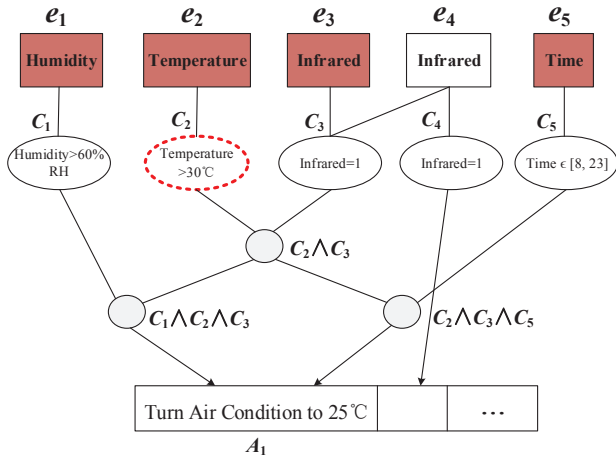 e1 e2 e3 e4 e5
Humidity Temperature Infrared Infrared Time
C1 C2 C3 C4 C5
Humidity>60% RH
Temperature >30℃
Infrared=1
Infrared=1
Time ϵ [8, 23]
C2∧C3
C1∧C2∧C3
C2∧C3∧C5
Turn Air Condition to 25℃
...
A1